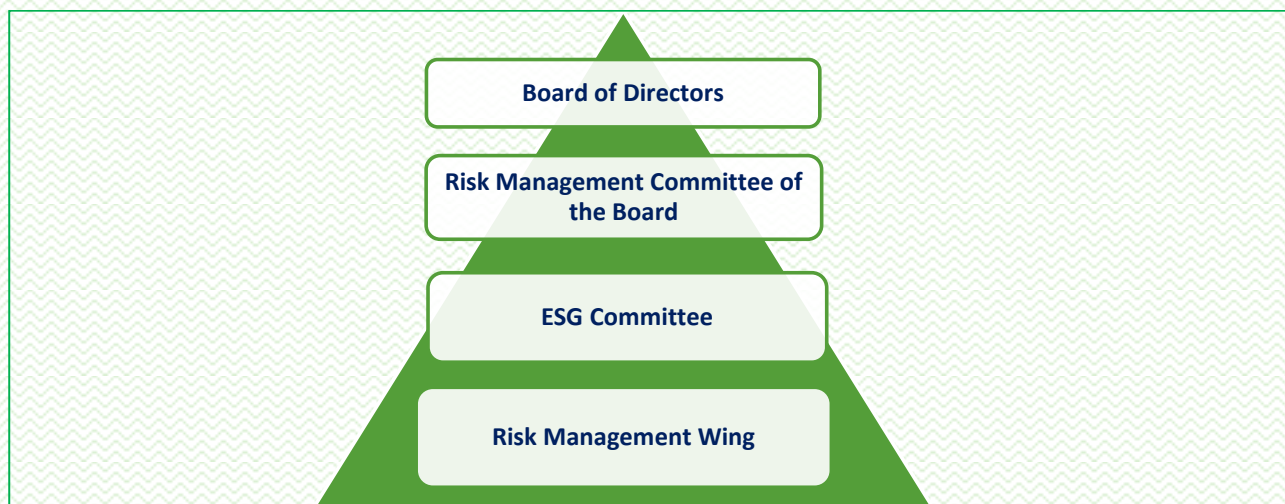 Board of Directors
Risk Management Committee of
the Board
ESG Committee
Risk Management Wing